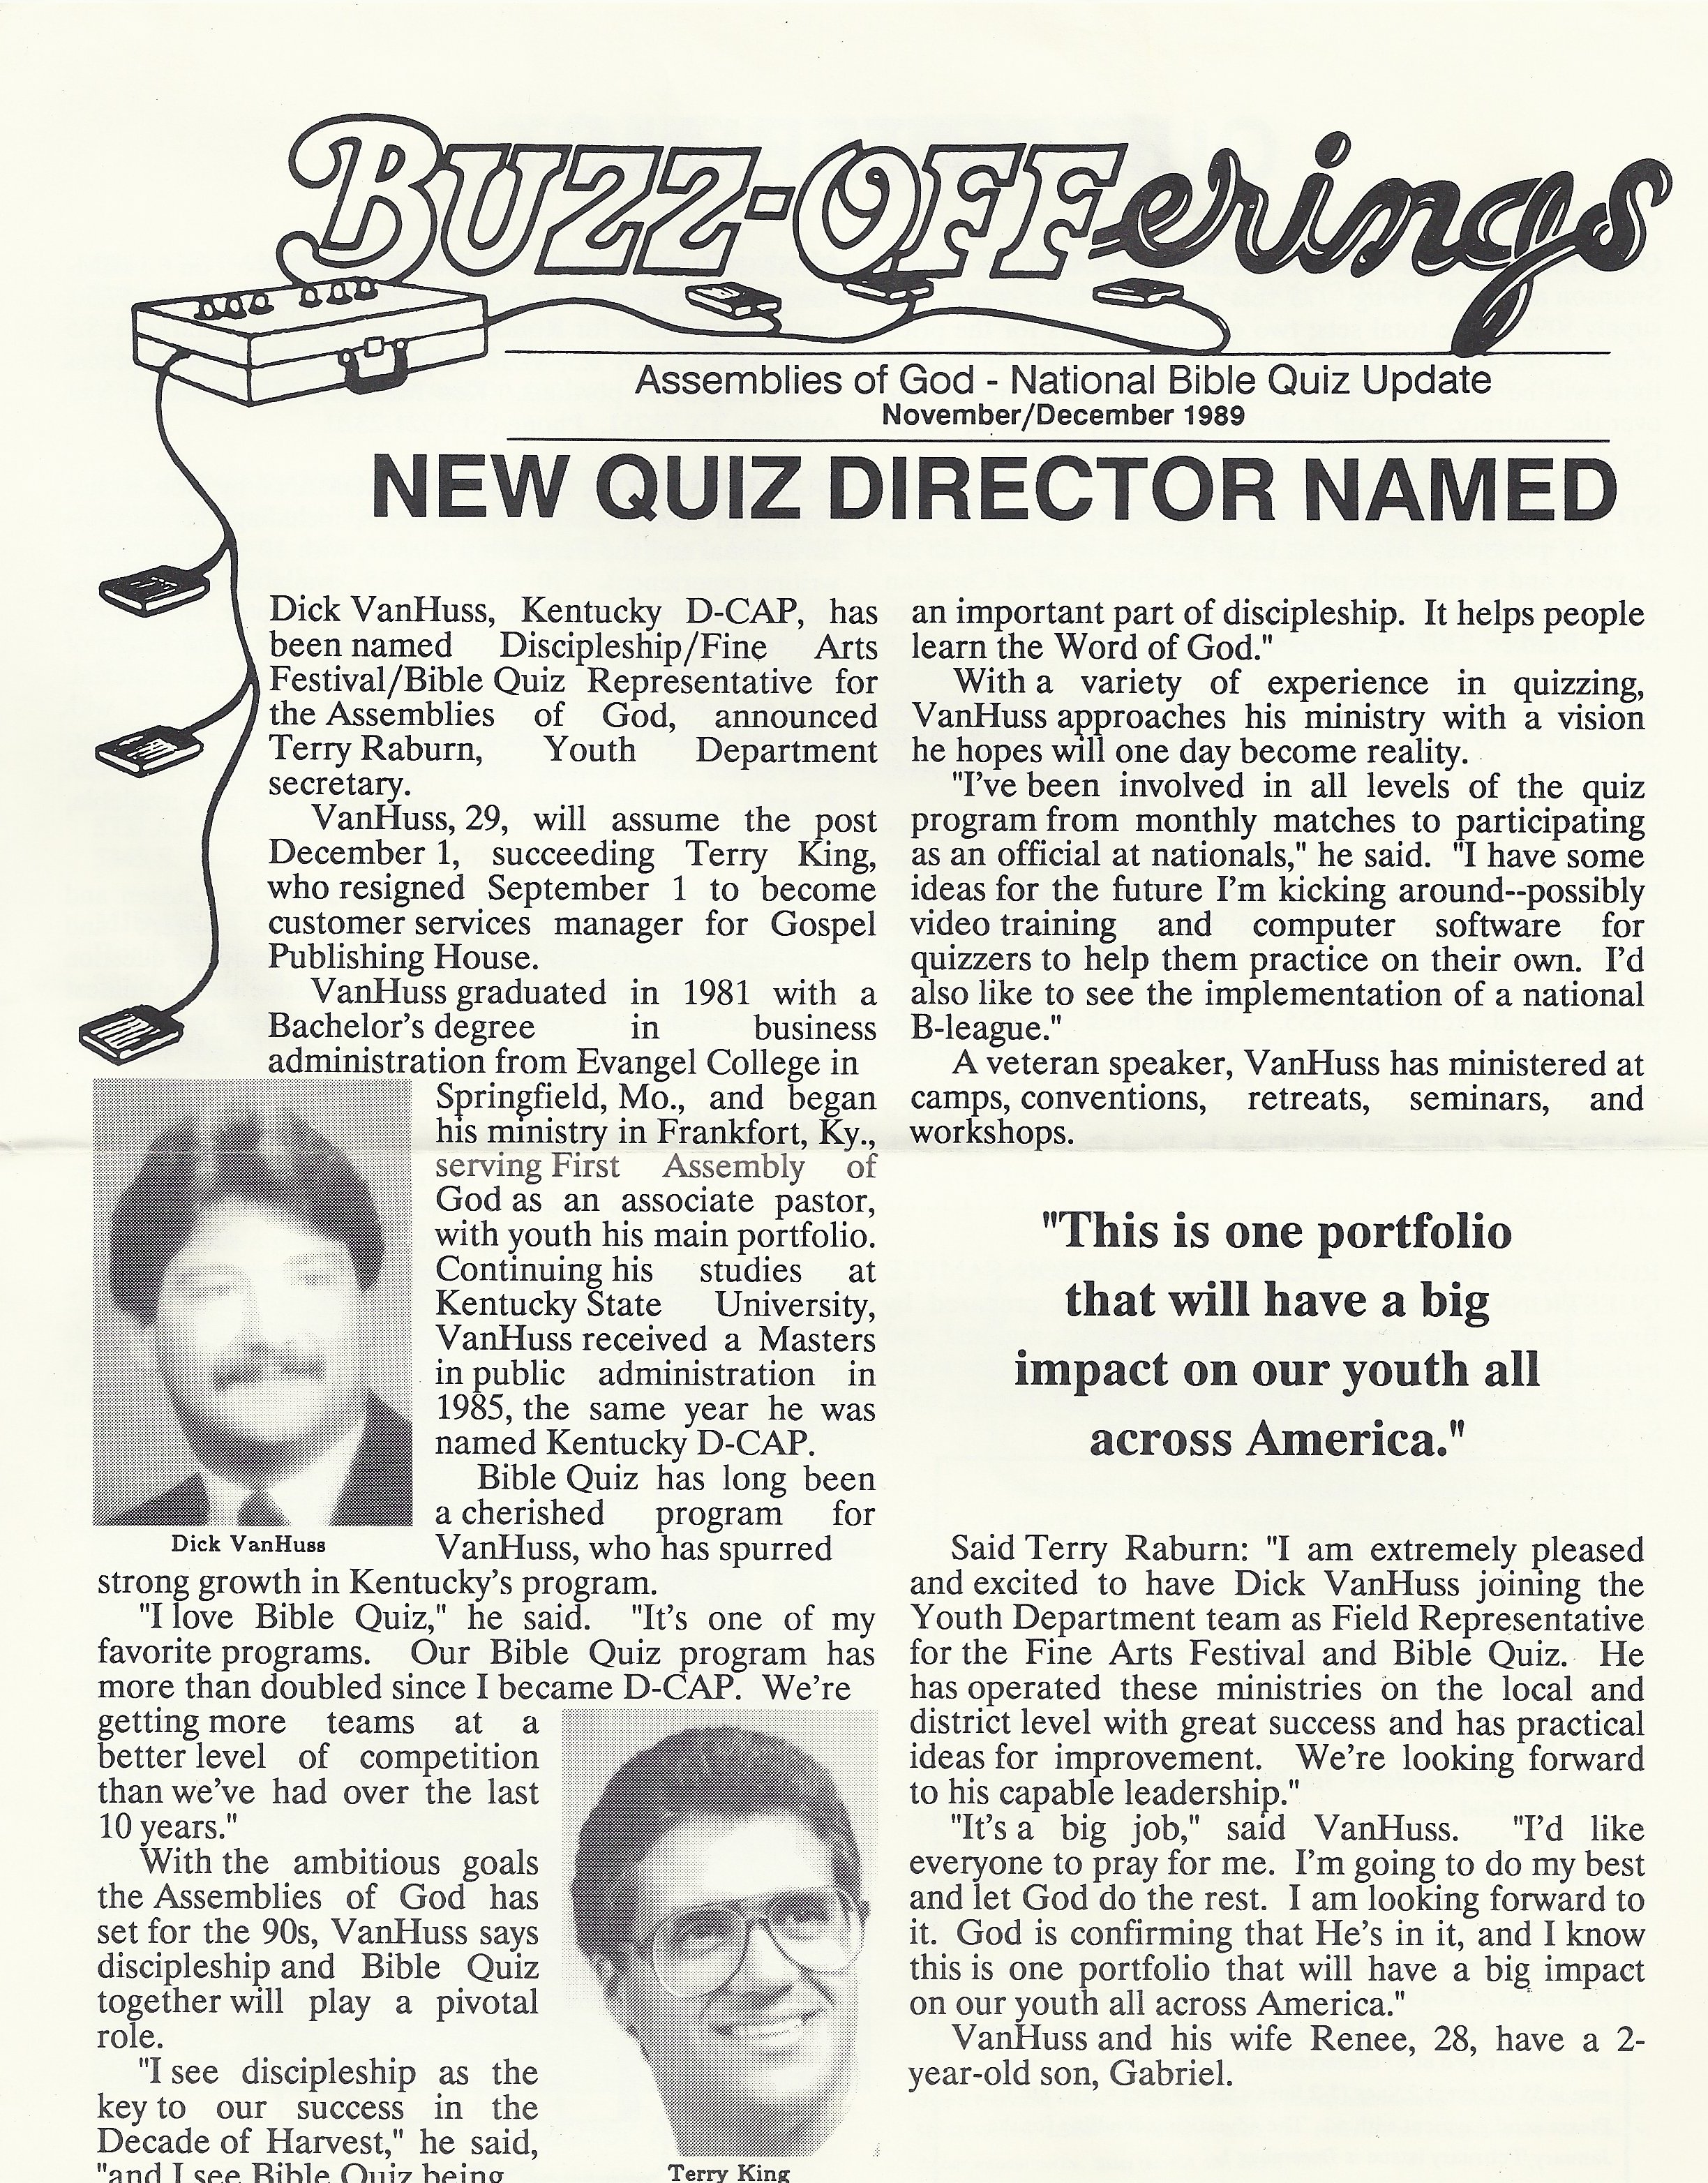 BUZZ-OFFerings
Assemblies of God - National Bible Quiz Update
November/December 1989
NEW QUIZ DIRECTOR NAMED
Dick VanHuss, Kentucky D-CAP, has
been named Discipleship/Fine Arts
Festival/Bible Quiz Representative for
the Assemblies of God, announced
Terry Raburn, Youth Department
secretary.
VanHuss, 29, will assume the post
December 1, succeeding Terry King,
who resigned September 1 to become
customer services manager for Gospel
Publishing House.
VanHuss graduated in 1981 with a
Bachelor's degree in business
administration from Evangel College in
Springfield, Mo., and began
his ministry in Frankfort, Ky.,
serving First Assembly of
God as an associate pastor,
with youth his main portfolio.
Continuing his studies at
Kentucky State University,
VanHuss received a Masters
in public administration in
1985, the same year he was
named Kentucky D-CAP.
Bible Quiz has long been
a cherished program for
VanHuss, who has spurred
Dick VanHuss
strong growth in Kentucky's program.
"I love Bible Quiz," he said. "It's one of my
favorite programs. Our Bible Quiz program has
more than doubled since I became D-CAP. We're
getting more teams at a
better level of competition
than we've had over the last
10 years."
With the ambitious goals
the Assemblies of God has
set for the 90s, VanHuss says
discipleship and Bible Quiz
together will play a pivotal
role.
"I see discipleship as the
key to our success in the
Decade of Harvest," he said,
"and I see Bible Quiz being
Terry King
an important part of discipleship. It helps people
learn the Word of God."
With a variety of experience in quizzing,
VanHuss approaches his ministry with a vision
he hopes will one day become reality.
"I've been involved in all levels of the quiz
program from monthly matches to participating
as an official at nationals," he said. "I have some
ideas for the future I'm kicking around--possibly
video training and computer software for
quizzers to help them practice on their own. I'd
also like to see the implementation of a national
B-league."
A veteran speaker, VanHuss has ministered at
camps, conventions, retreats, seminars, and
workshops.
"This is one portfolio
that will have a big
impact on our youth all
across America."
Said Terry Raburn: "I am extremely pleased
and excited to have Dick VanHuss joining the
Youth Department team as Field Representative
for the Fine Arts Festival and Bible Quiz. He
has operated these ministries on the local and
district level with great success and has practical
ideas for improvement. We're looking forward
to his capable leadership."
"It's a big job," said VanHuss. "I'd like
everyone to pray for me. I'm going to do my best
and let God do the rest. I am looking forward to
it. God is confirming that He's in it, and I know
this is one portfolio that will have a big impact
on our youth all across America."
VanHuss and his wife Renee, 28, have a 2-
year-old son, Gabriel.